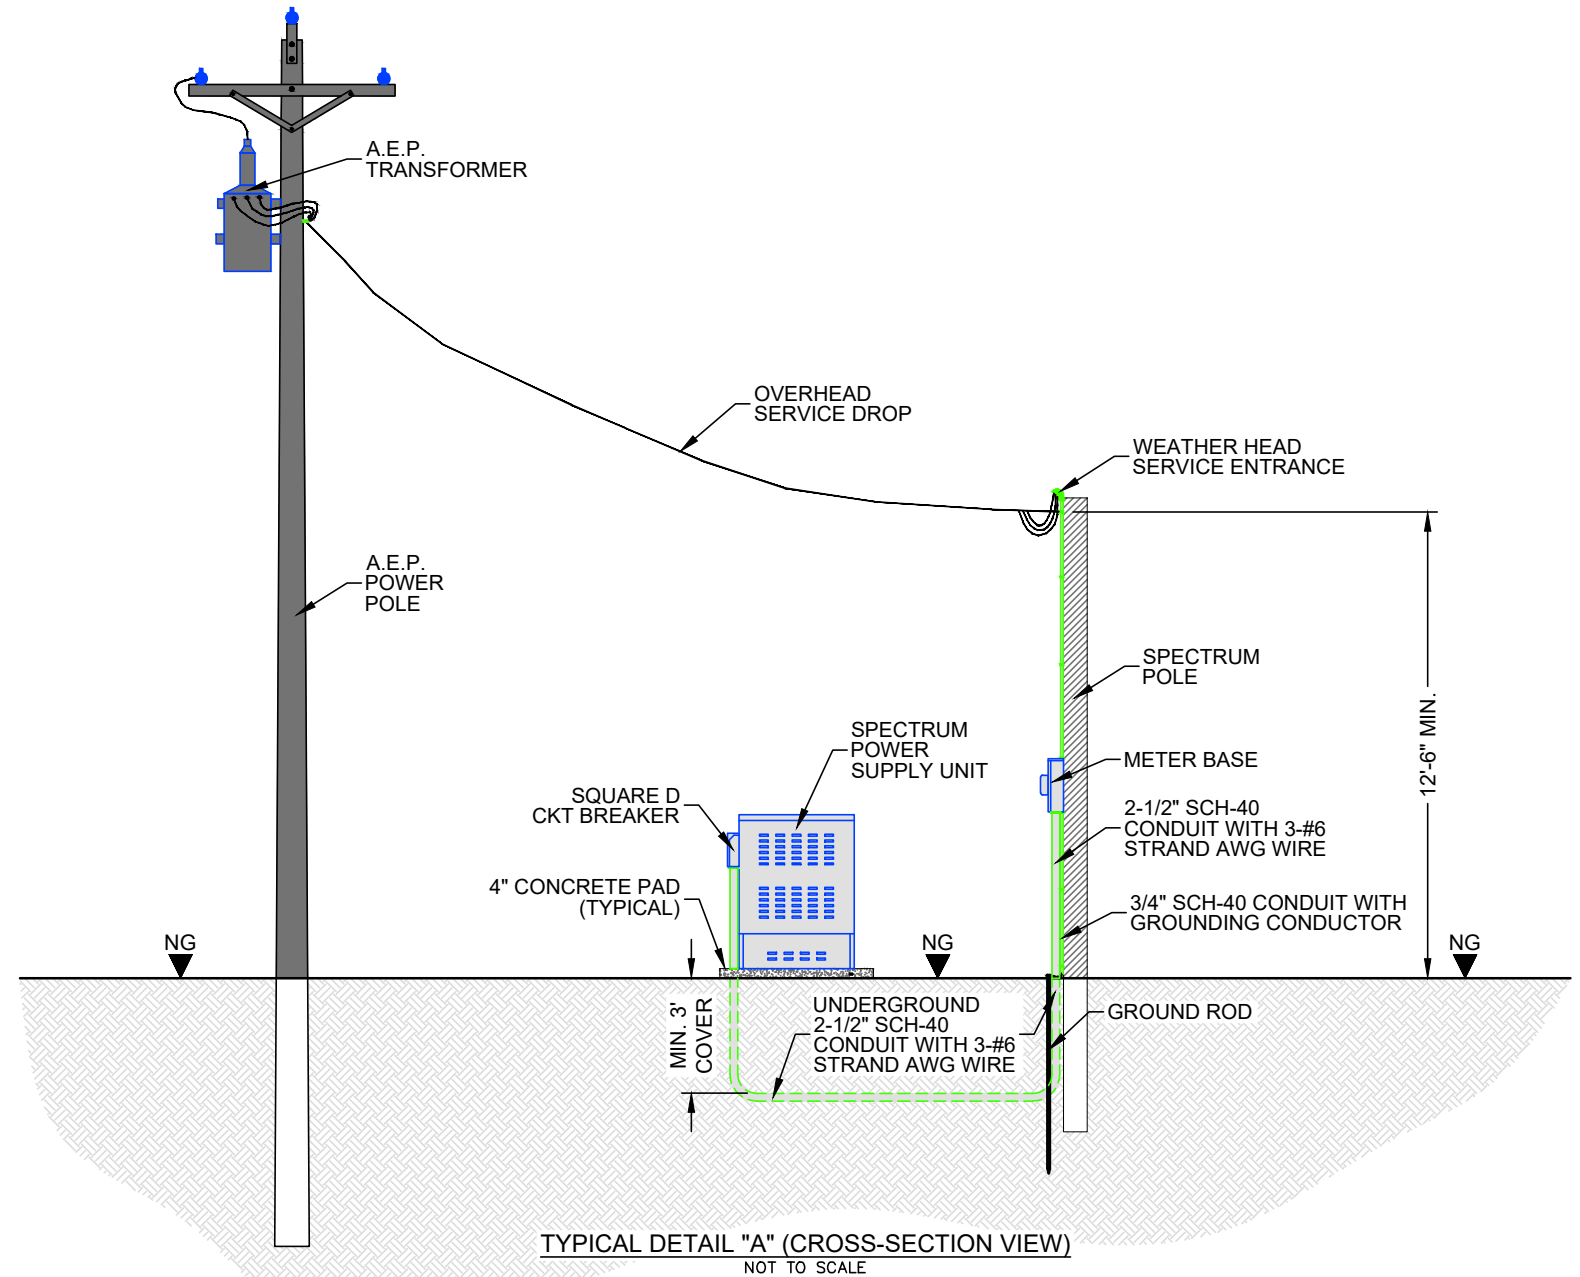 A.E.P.
TRANSFORMER
OVERHEAD
SERVICE DROP
WEATHER HEAD
SERVICE ENTRANCE
A.E.P.
POWER
POLE
SPECTRUM
POLE
12'-6" MIN.
SPECTRUM
POWER
SUPPLY UNIT
METER BASE
SQUARE D
CKT BREAKER
2-1/2" SCH-40
CONDUIT WITH 3-#6
STRAND AWG WIRE
4" CONCRETE PAD
(TYPICAL)
3/4" SCH-40 CONDUIT WITH
GROUNDING CONDUCTOR
NG
NG
NG
MIN. 3'
COVER
UNDERGROUND
2-1/2" SCH-40
CONDUIT WITH 3-#6
STRAND AWG WIRE
GROUND ROD
TYPICAL DETAIL "A" (CROSS-SECTION VIEW)
NOT TO SCALE